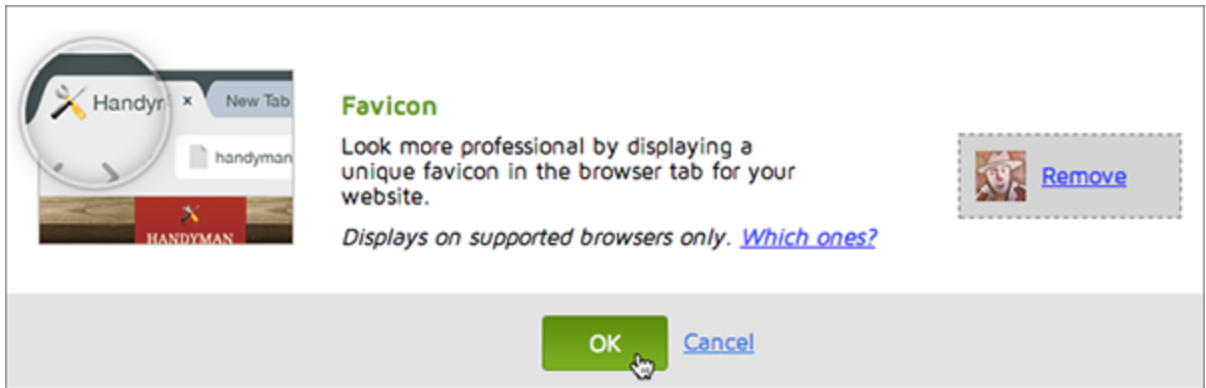 Handyr × New Tab
handyman
HANDYMAN
Favicon
Look more professional by displaying a
unique favicon in the browser tab for your
website.
Displays on supported browsers only. Which ones?
Remove
OK Cancel